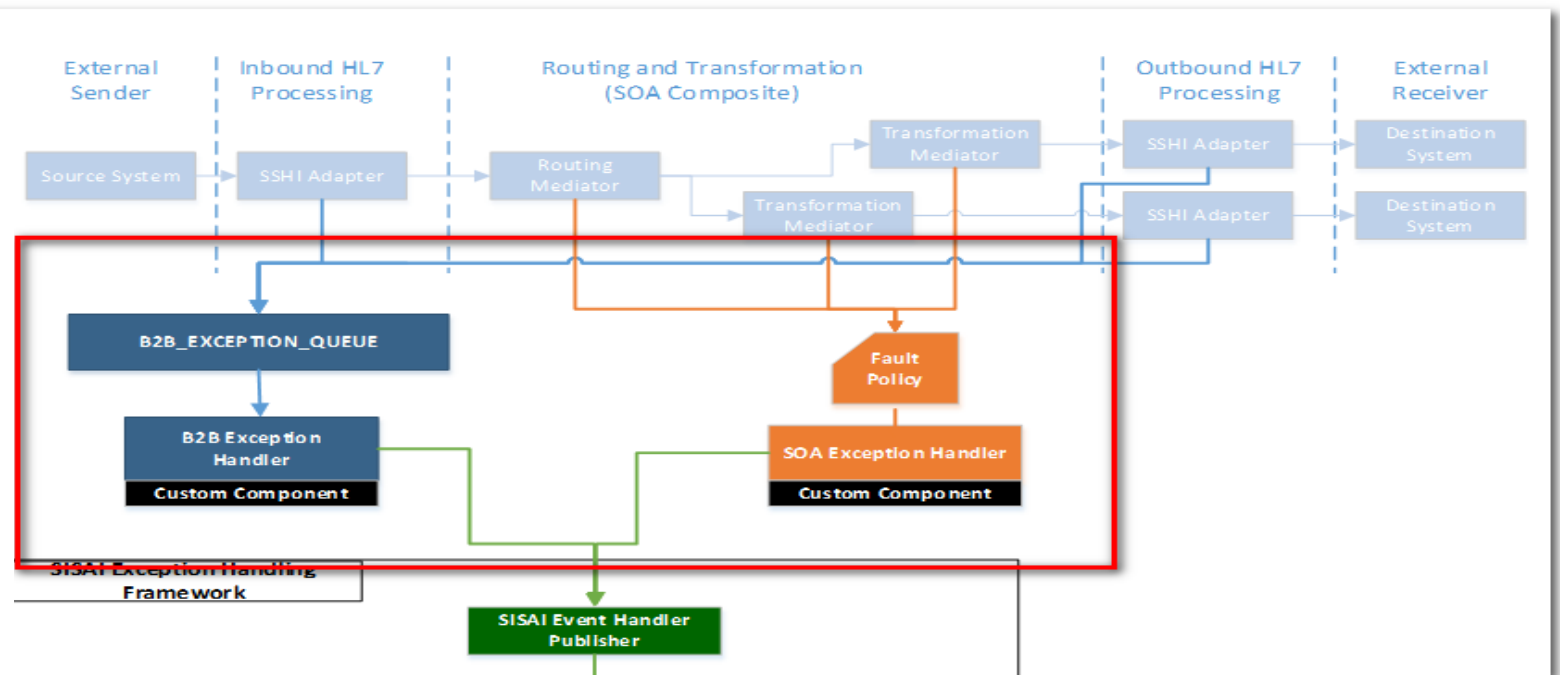 External
Sender
Inbound HL7
Processing
Routing and Transformation
(SOA Composite)
Outbound HL7
Processing
External
Receiver
Source System
SSHI Adapter
Routing
Mediator
Transformation
Mediator
Transformation
Mediator
SSHI Adapter
SSHI Adapter
Destination
System
Destination
System
B2B_EXCEPTION_QUEUE
Fault
Policy
B2B Exception
Handler
Custom Component
SOA Exception Handler
Custom Component
SISAI Exception Handling
Framework
SISAI Event Handler
Publisher